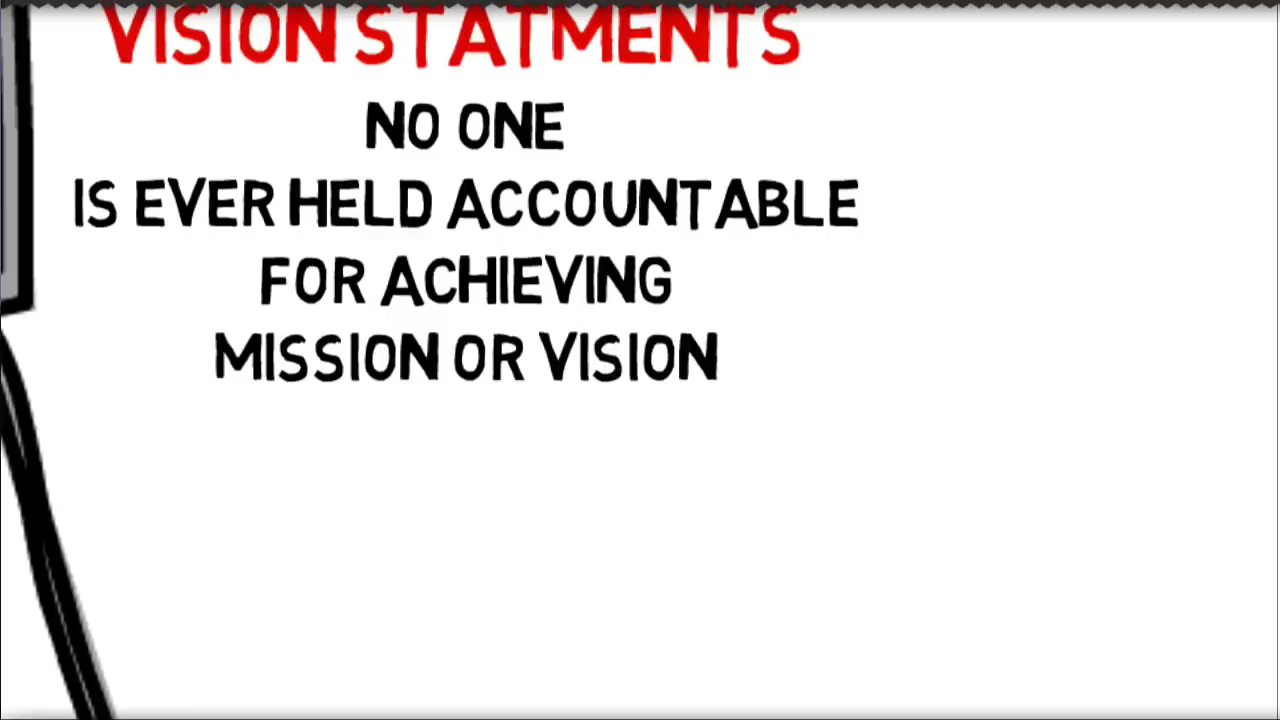 VISION STATMENTS
NO ONE
IS EVER HELD ACCOUNTABLE
FOR ACHIEVING
MISSION OR VISION